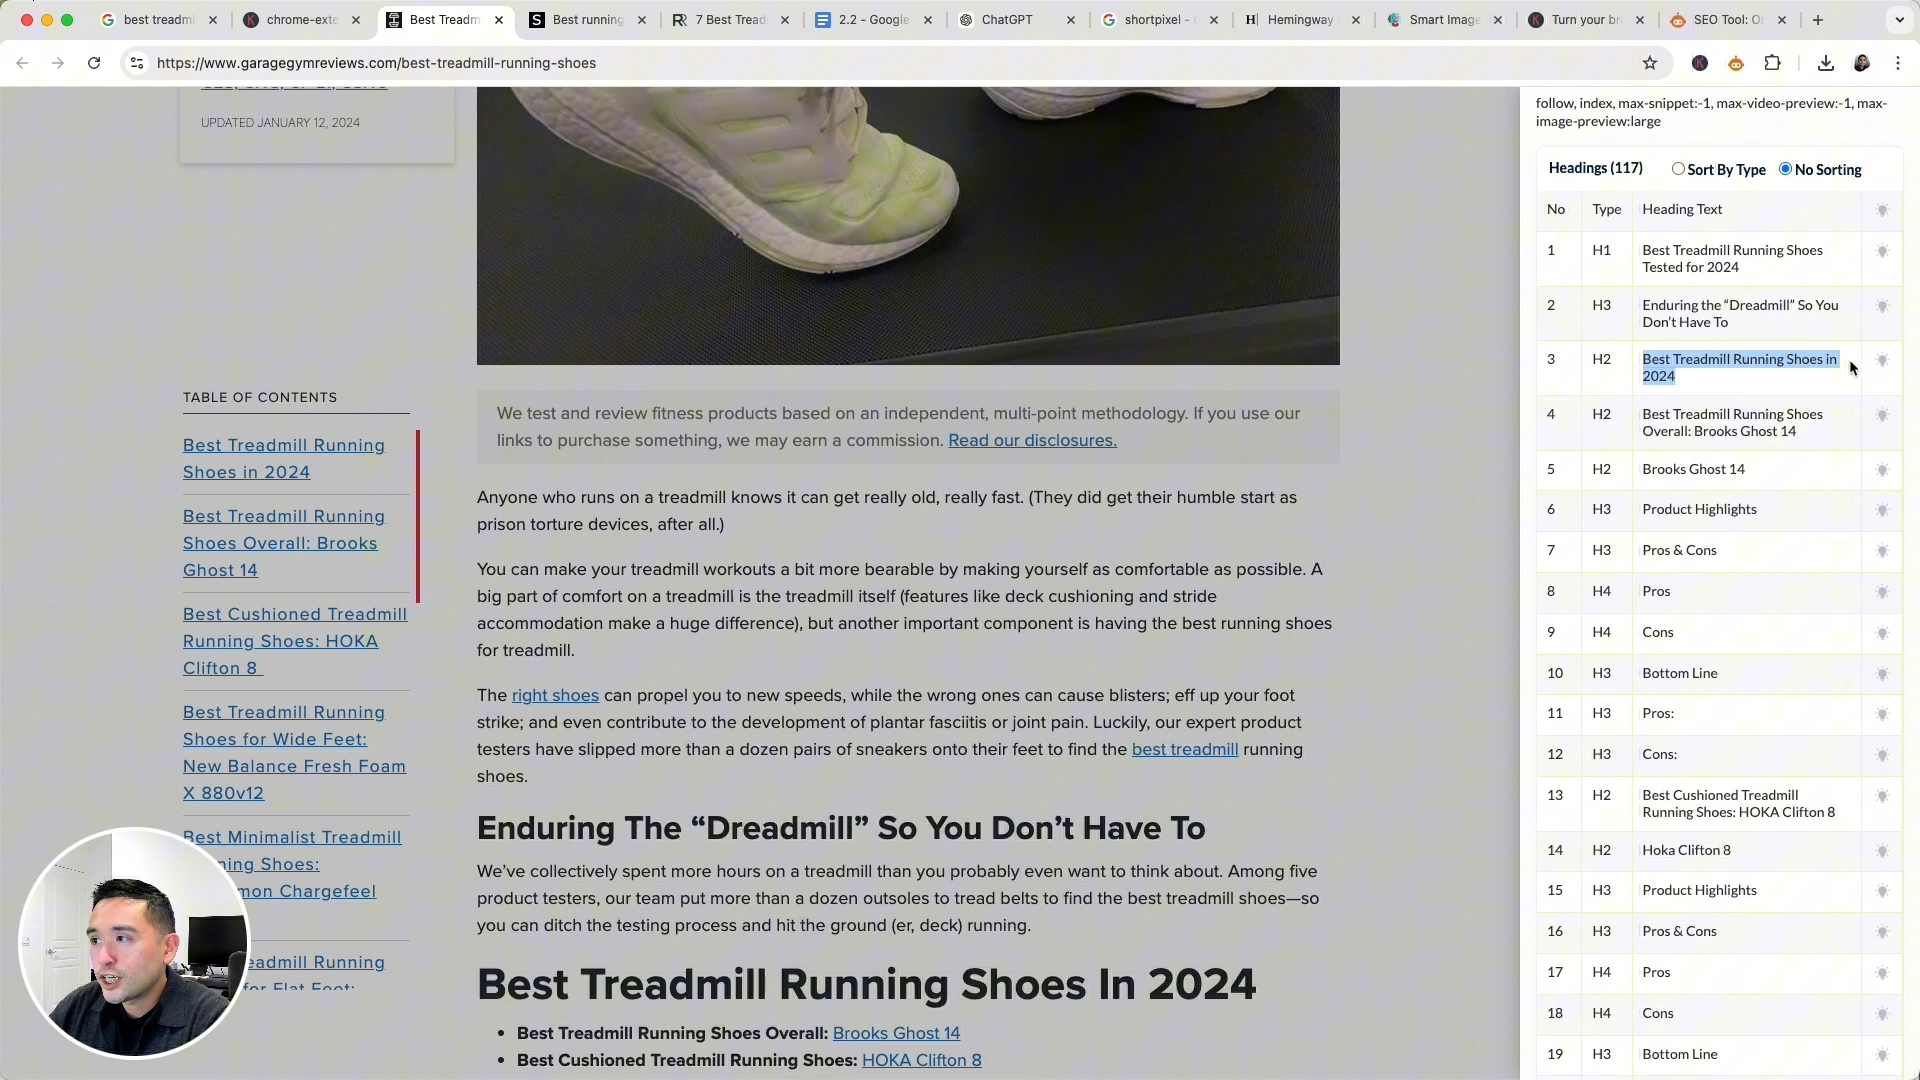 best treadmi
chrome-exte
Best Treadm
Best running
7 Best Tread
2.2 - Google
ChatGPT
shortpixel -
Hemingway
Smart Image
Turn your br
SEO Tool: O
https://www.garagegymreviews.com/best-treadmill-running-shoes
UPDATED JANUARY 12, 2024
TABLE OF CONTENTS
Best Treadmill Running
Shoes in 2024
Best Treadmill Running
Shoes Overall: Brooks
Ghost 14
Best Cushioned Treadmill
Running Shoes: HOKA
Clifton 8
Best Treadmill Running
Shoes for Wide Feet:
New Balance Fresh Foam
X 880v12
Best Minimalist Treadmill
ning Shoes:
mon Chargefeel
eadmill Running
for Flat Feet:
We test and review fitness products based on an independent, multi-point methodology. If you use our
links to purchase something, we may earn a commission. Read our disclosures.
Anyone who runs on a treadmill knows it can get really old, really fast. (They did get their humble start as
prison torture devices, after all.)
You can make your treadmill workouts a bit more bearable by making yourself as comfortable as possible. A
big part of comfort on a treadmill is the treadmill itself (features like deck cushioning and stride
accommodation make a huge difference), but another important component is having the best running shoes
for treadmill.
The right shoes can propel you to new speeds, while the wrong ones can cause blisters; eff up your foot
strike; and even contribute to the development of plantar fasciitis or joint pain. Luckily, our expert product
testers have slipped more than a dozen pairs of sneakers onto their feet to find the best treadmill running
shoes.
Enduring The “Dreadmill” So You Don’t Have To
We’ve collectively spent more hours on a treadmill than you probably even want to think about. Among five
product testers, our team put more than a dozen outsoles to tread belts to find the best treadmill shoes—so
you can ditch the testing process and hit the ground (er, deck) running.
Best Treadmill Running Shoes In 2024
• Best Treadmill Running Shoes Overall: Brooks Ghost 14
• Best Cushioned Treadmill Running Shoes: HOKA Clifton 8
follow, index, max-snippet:-1, max-video-preview:-1, max-
image-preview:large
Headings (117) Sort By Type No Sorting
No Type Heading Text
1 H1 Best Treadmill Running Shoes
Tested for 2024
2 H3 Enduring the “Dreadmill” So You
Don’t Have To
3 H2 Best Treadmill Running Shoes in
2024
4 H2 Best Treadmill Running Shoes
Overall: Brooks Ghost 14
5 H2 Brooks Ghost 14
6 H3 Product Highlights
7 H3 Pros & Cons
8 H4 Pros
9 H4 Cons
10 H3 Bottom Line
11 H3 Pros:
12 H3 Cons:
13 H2 Best Cushioned Treadmill
Running Shoes: HOKA Clifton 8
14 H2 Hoka Clifton 8
15 H3 Product Highlights
16 H3 Pros & Cons
17 H4 Pros
18 H4 Cons
19 H3 Bottom Line